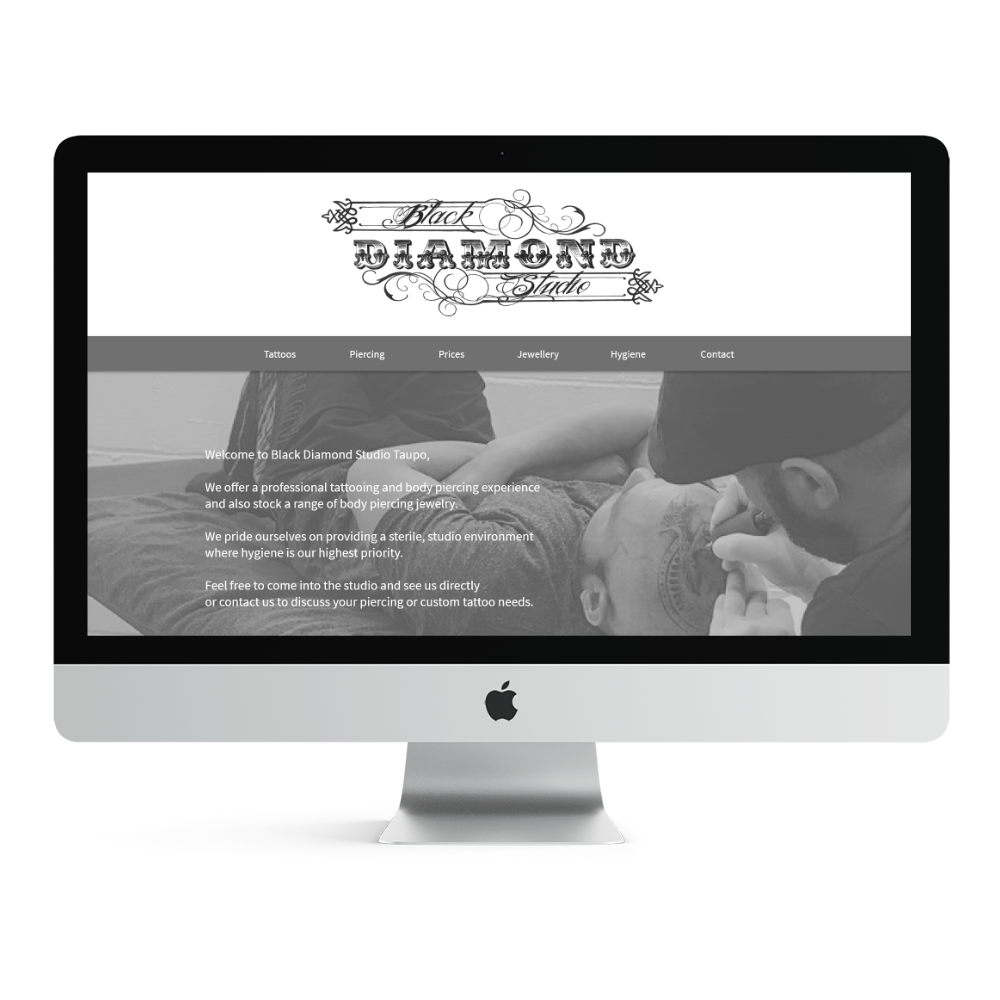 Black
DIAMOND
Studio
Tattoos Piercing Prices Jewellery Hygiene Contact
Welcome to Black Diamond Studio Taupo,
We offer a professional tattooing and body piercing experience
and also stock a range of body piercing jewelry.
We pride ourselves on providing a sterile, studio environment
where hygiene is our highest priority.
Feel free to come into the studio and see us directly
or contact us to discuss your piercing or custom tattoo needs.